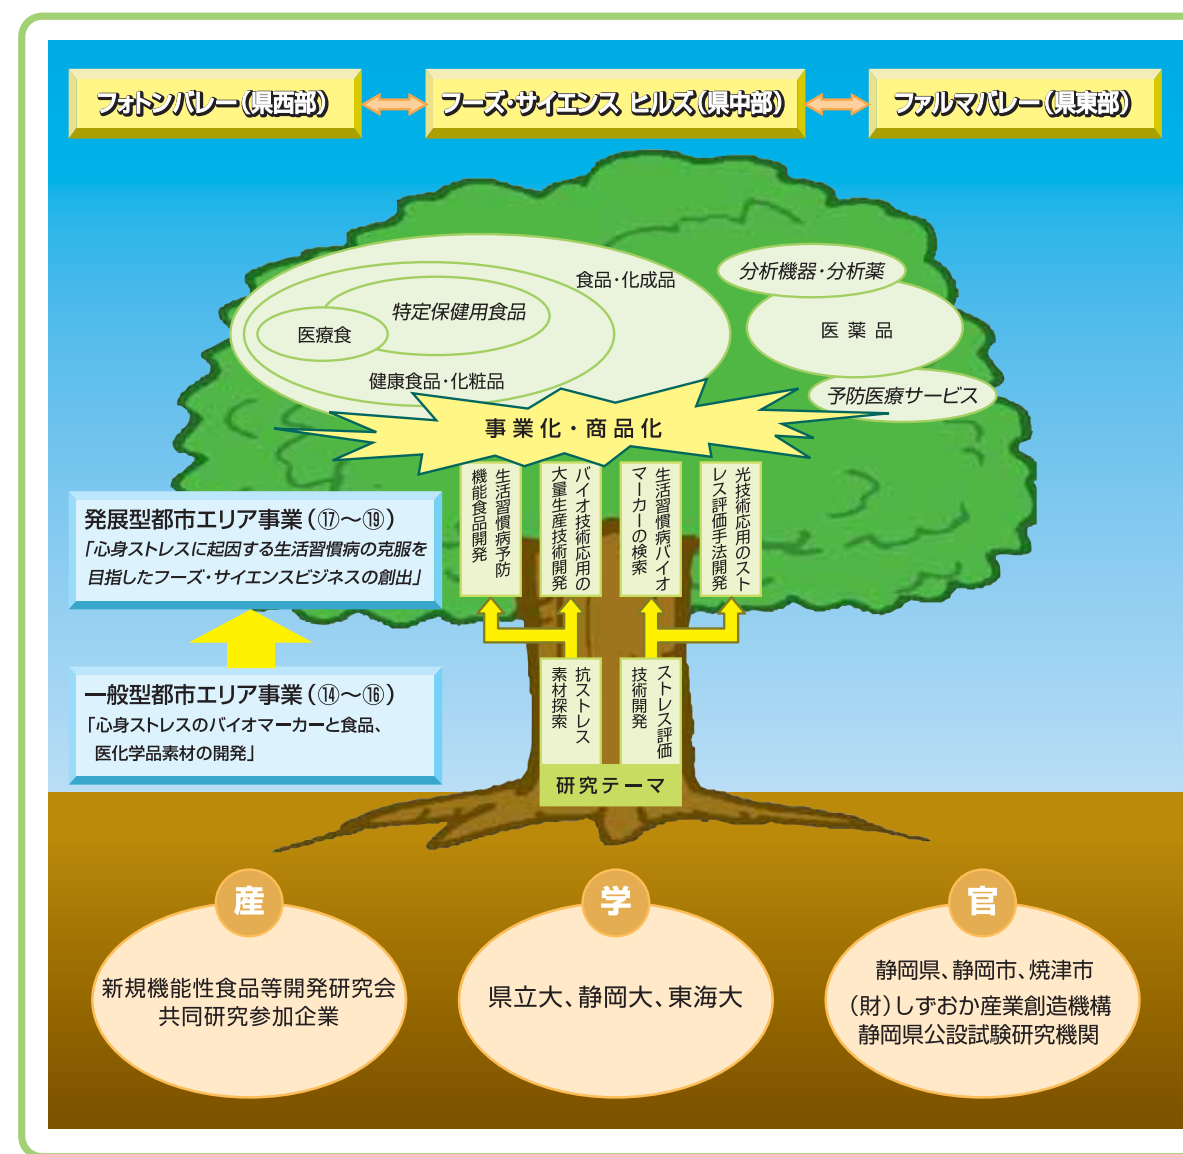 フォトンバレー（県西部）
フーズ・サイエンス ヒルズ（県中部）
ファルマバレー（県東部）
食品・化成品
特定保健用食品
医療食
健康食品・化粧品
分析機器・分析薬
医薬品
予防医療サービス
事業化・商品化
生活習慣病予防
機能食品開発
バイオ技術応用の
大量生産技術開発
生活習慣病バイオ
マーカーの検索
光技術応用のスト
レス評価手法開発
発展型都市エリア事業（⑰～⑲）
「心身ストレスに起因する生活習慣病の克服を
目指したフーズ・サイエンスビジネスの創出」
一般型都市エリア事業（⑭～⑯）
「心身ストレスのバイオマーカーと食品、
医化学品素材の開発」
抗ストレス
素材探索
ストレス評価
技術開発
研究テーマ
産
新規機能性食品等開発研究会
共同研究参加企業
学
県立大、静岡大、東海大
官
静岡県、静岡市、焼津市
（財）しずおか産業創造機構
静岡県公設試験研究機関